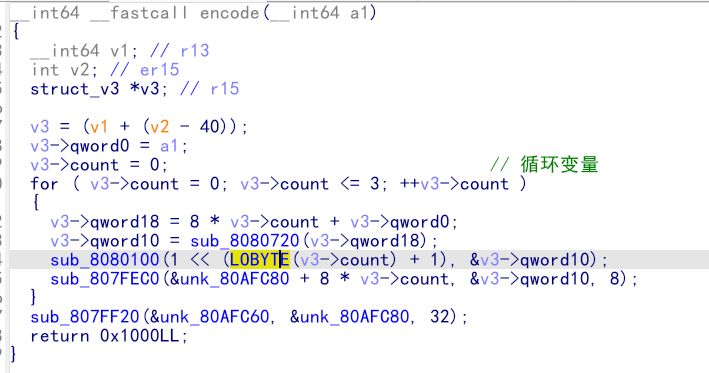 __int64 __fastcall encode(__int64 a1)
{
__int64 v1; // r13
int v2; // er15
struct_v3 *v3; // r15
v3 = (v1 + (v2 - 40));
v3->qword0 = a1;
v3->count = 0; // 循环变量
for ( v3->count = 0; v3->count <= 3; ++v3->count )
{
v3->qword18 = 8 * v3->count + v3->qword0;
v3->qword10 = sub_8080720(v3->qword18);
sub_8080100(1 << (LOBYTE(v3->count) + 1), &v3->qword10);
sub_807FEC0(&unk_80AFC80 + 8 * v3->count, &v3->qword10, 8);
}
sub_807FF20(&unk_80AFC60, &unk_80AFC80, 32);
return 0x1000LL;
}